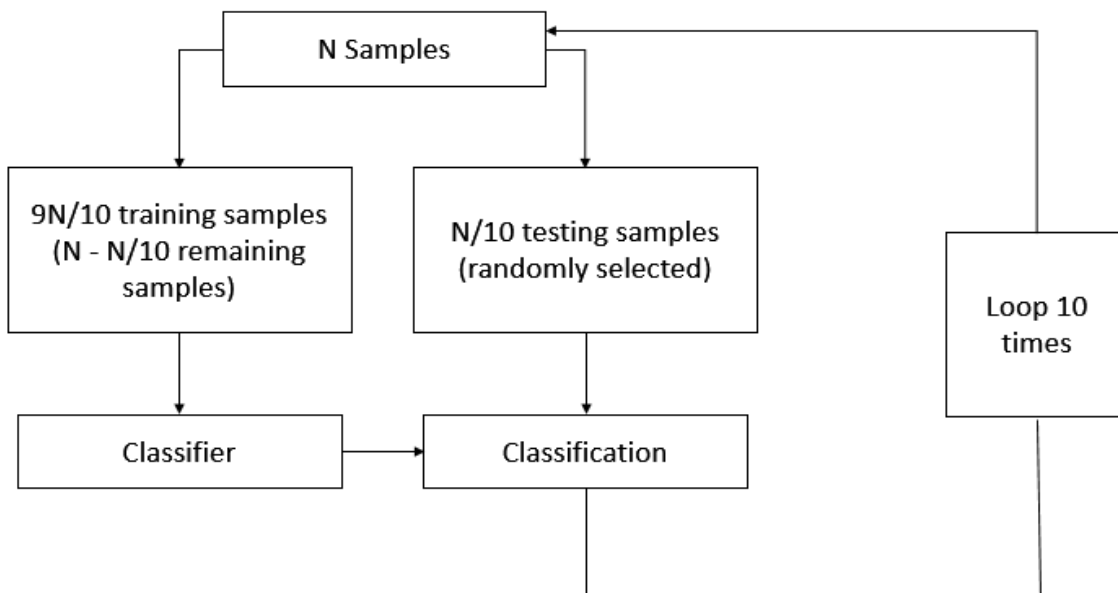 N Samples
9N/10 training samples
(N - N/10 remaining
samples)
N/10 testing samples
(randomly selected)
Loop 10
times
Classifier
Classification